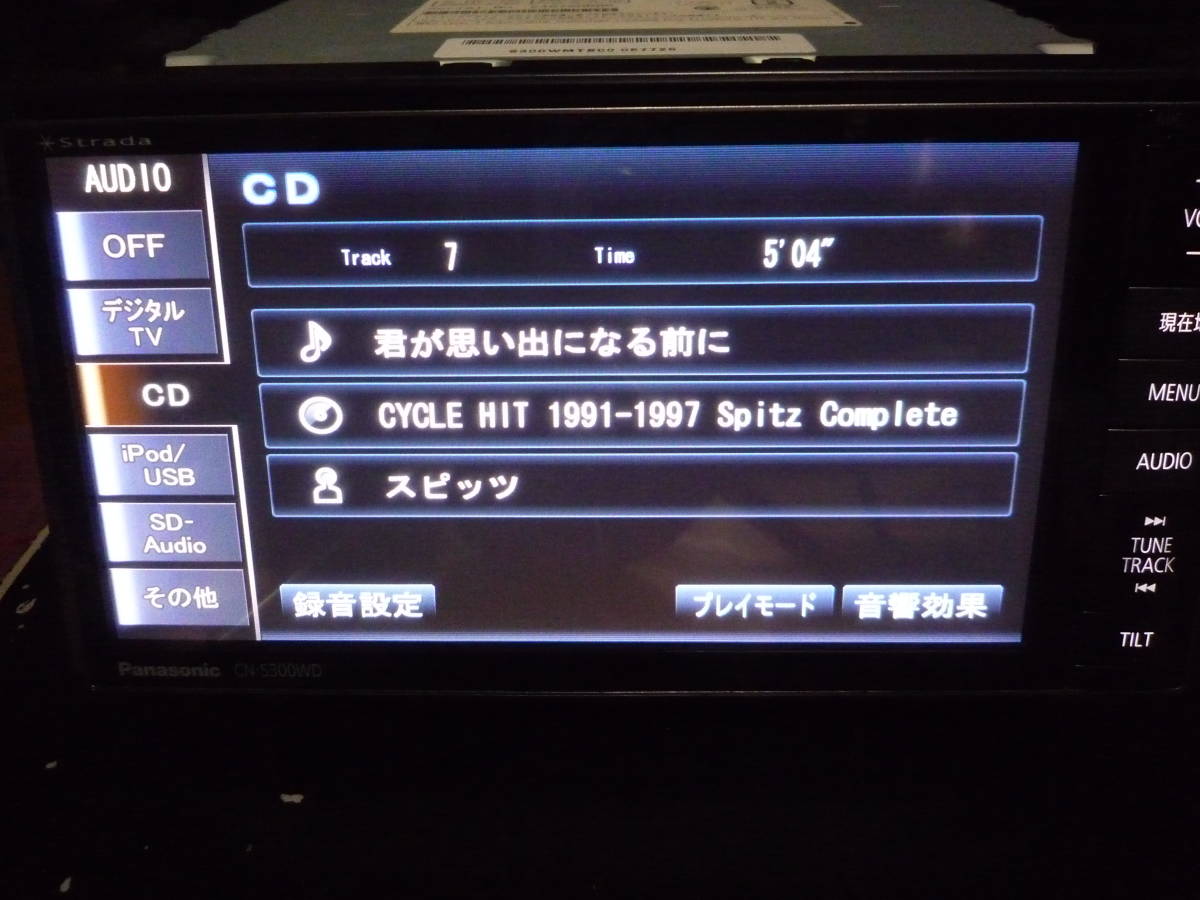 Strada
AUDIO
CD
OFF
Track 7 Time 5'04"
デジタル
TV
君が思い出になる前に
CD
CYCLE HIT 1991-1997 Spitz Complete
iPod/
USB
スピッツ
SD-
Audio
その他
録音設定 プレイモード 音響効果
Panasonic CN-S300WD
MENU
AUDIO
TUNE
TRACK
TILT